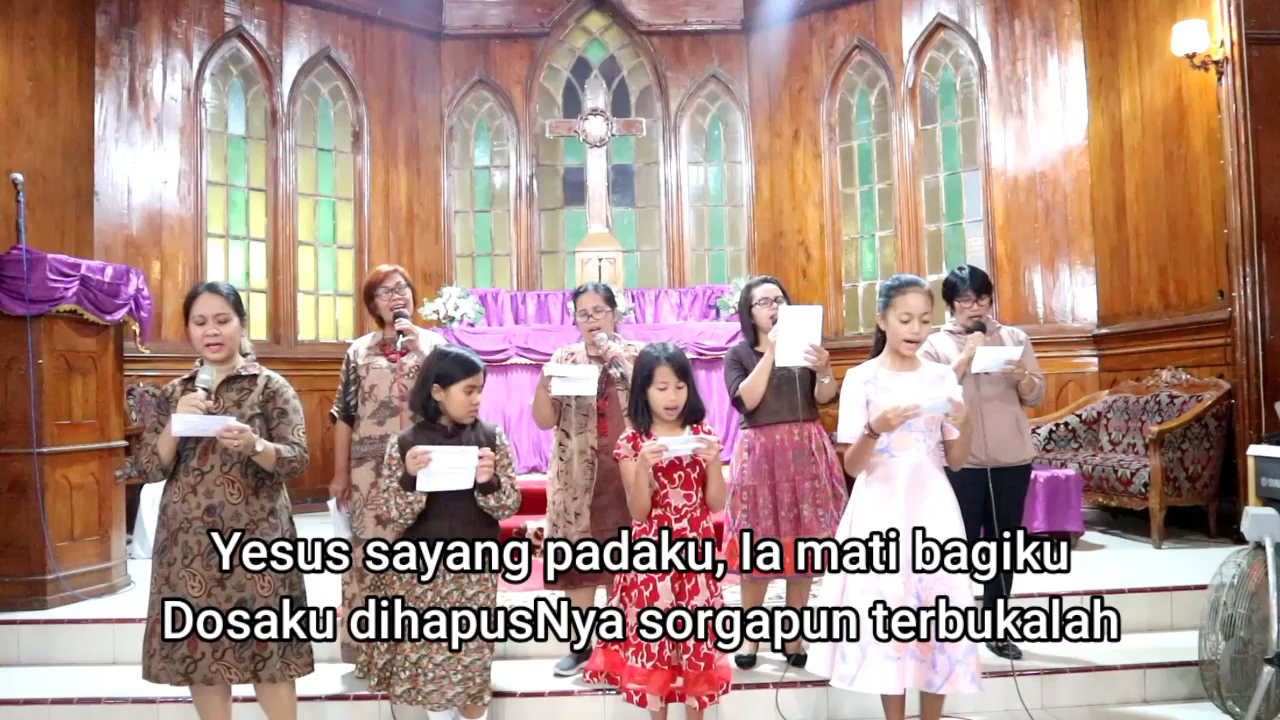 Yesus sayang padaku, Ia mati bagiku
Dosaku dihapusNya sorgapun terbukalah